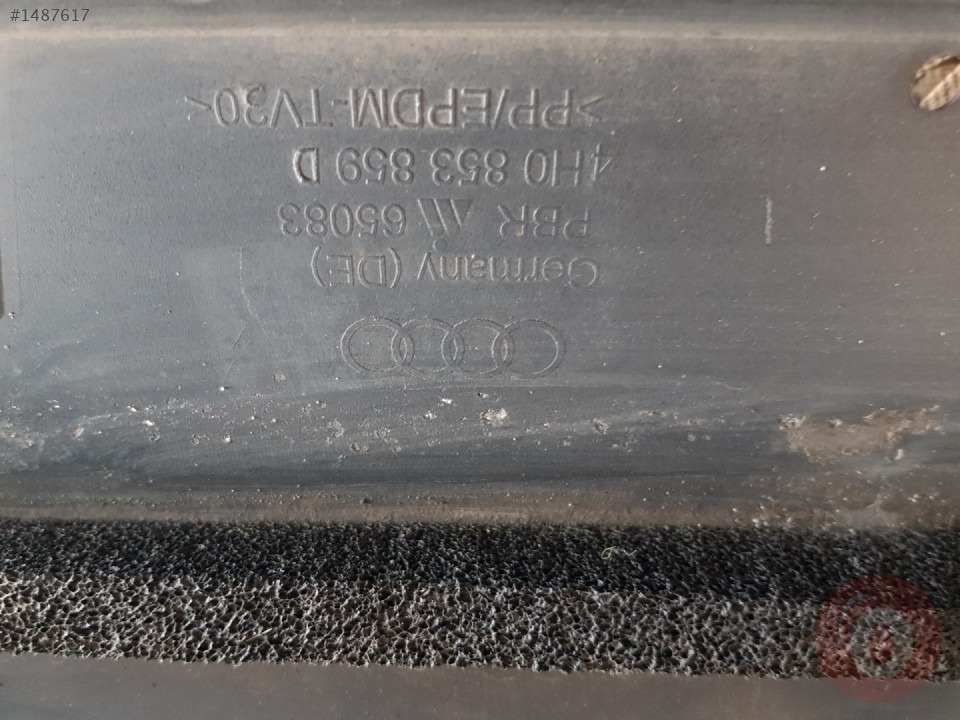 #1487617
Germany (DE)
PBR 65083
4H0 853 859 D
>PP/EPDM-TV30<